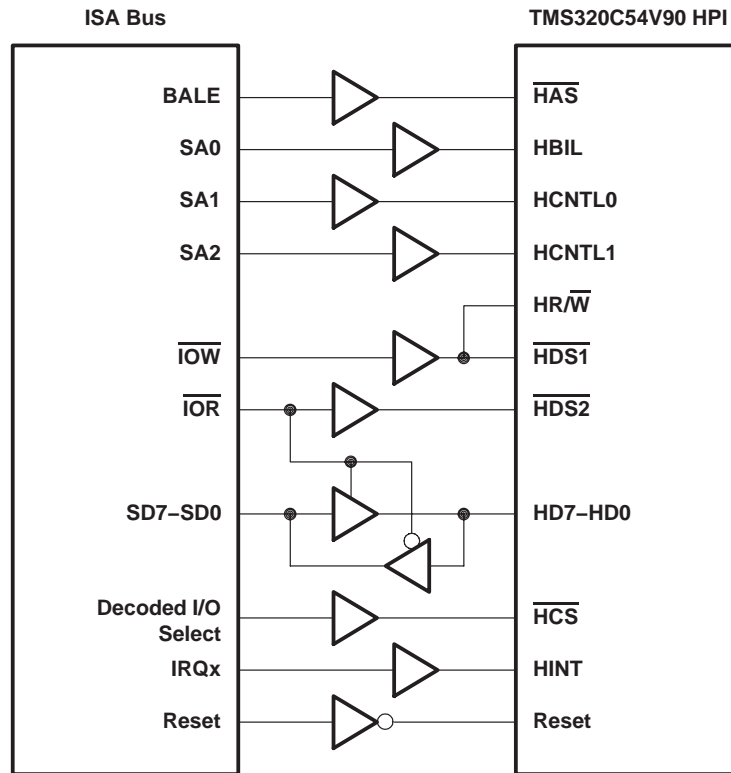 ISA Bus
TMS320C54V90 HPI
BALE
HAS
SA0
HBIL
SA1
HCNTL0
SA2
HCNTL1
HR/W
IOW
HDS1
IOR
HDS2
SD7–SD0
HD7–HD0
Decoded I/O
Select
HCS
IRQx
HINT
Reset
Reset